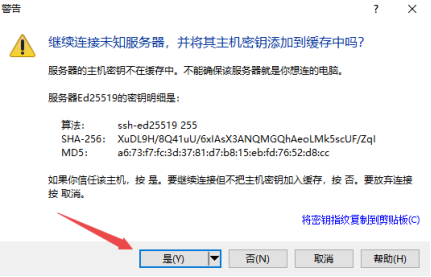 警告
继续连接未知服务器，并将其主机密钥添加到缓存中吗?
服务器的主机密钥不在缓存中。不能确保该服务器就是你想连的电脑。
服务器Ed25519的密钥明细是:
算法: ssh-ed25519 255
SHA-256: XuDL9H/8Q41uU/6xIAsX3ANQMGQhAeoLMk5scUF/ZqI
MD5: a6:73:f7:fc:3d:37:81:d7:b8:15:eb:fd:76:52:d8:cc
如果你信任该主机，按 是。要继续连接但不把主机密钥加入缓存，按 否。要放弃连接
按 取消。
将密钥指纹复制到剪贴板(C)
是(Y) 否(N) 取消 帮助(H)